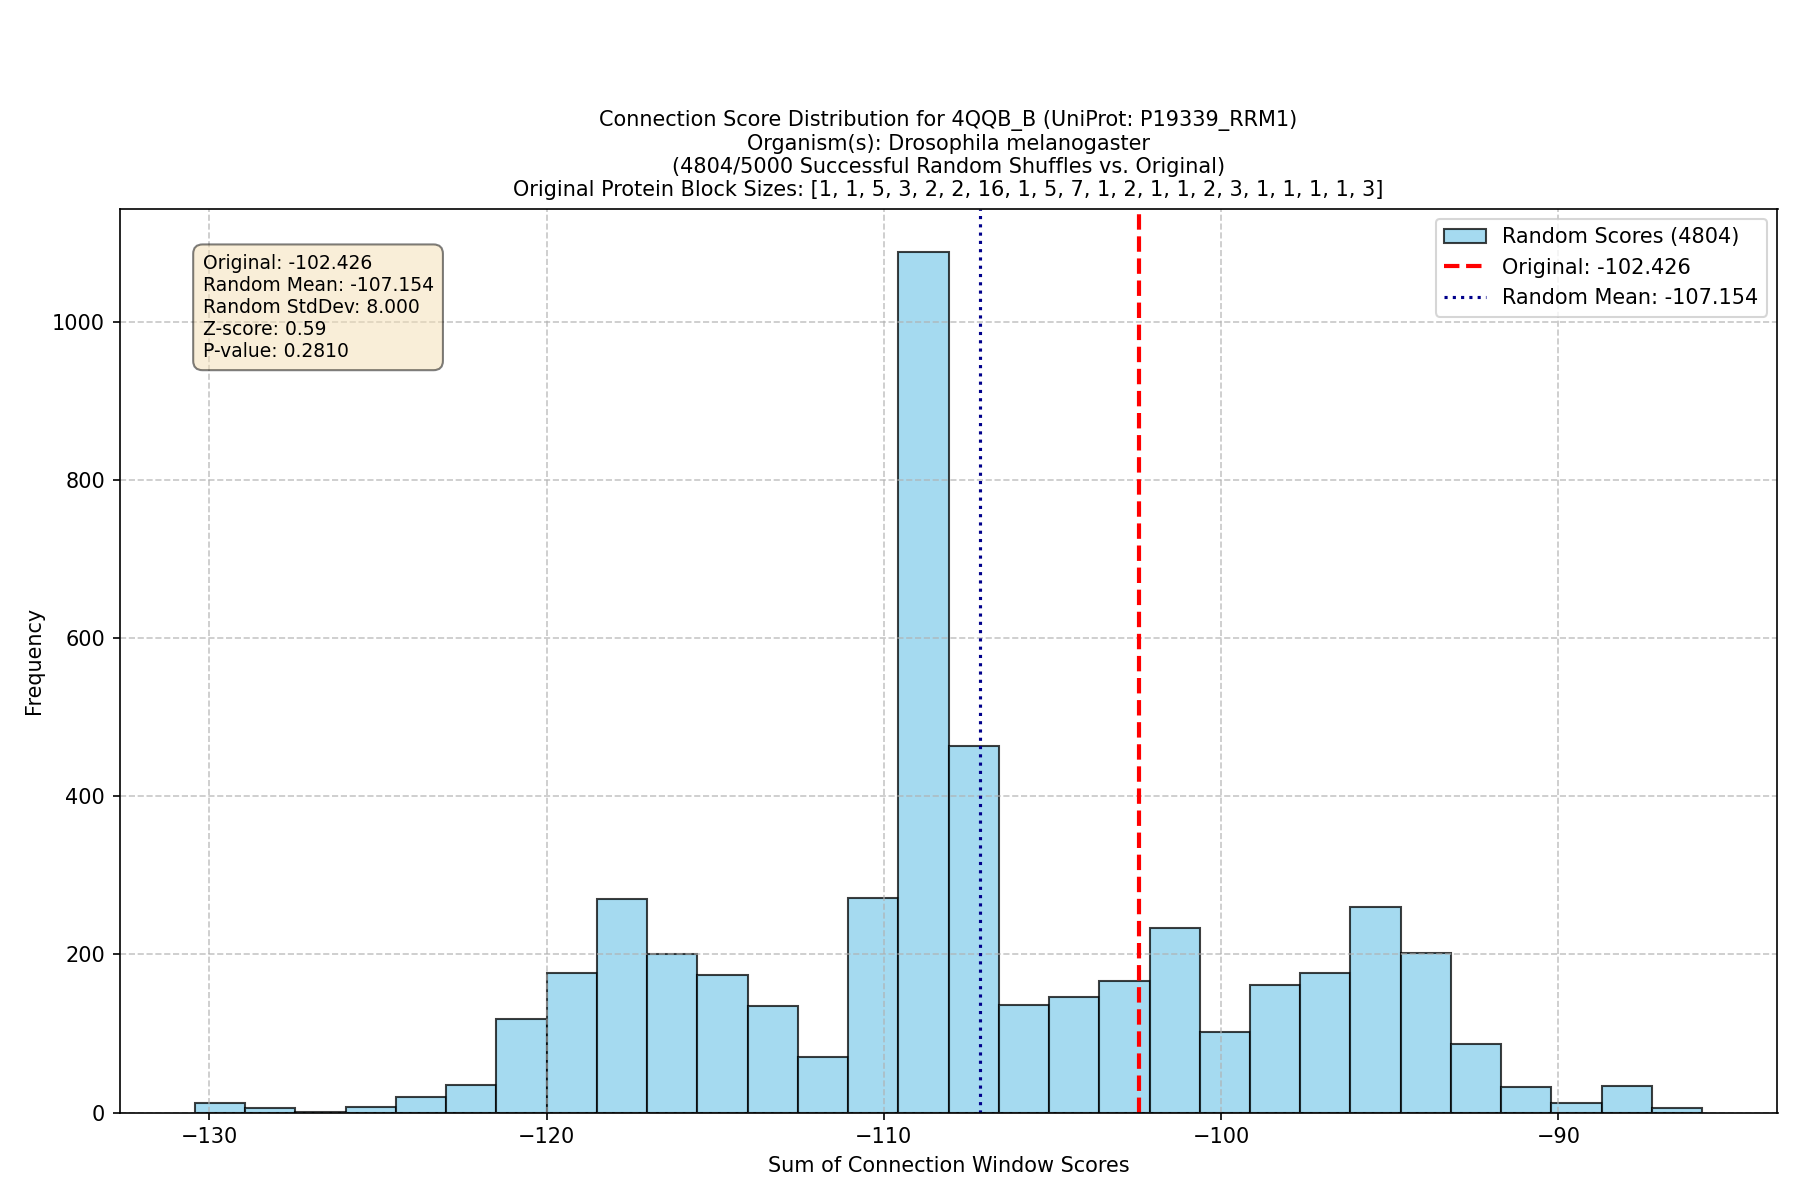 Connection Score Distribution for 4QQB_B (UniProt: P19339_RRM1)
Organism(s): Drosophila melanogaster
(4804/5000 Successful Random Shuffles vs. Original)
Original Protein Block Sizes: [1, 1, 5, 3, 2, 2, 16, 1, 5, 7, 1, 2, 1, 1, 2, 3, 1, 1, 1, 1, 3]
Original: -102.426
Random Mean: -107.154
Random StdDev: 8.000
Z-score: 0.59
P-value: 0.2810
Random Scores (4804)
Original: -102.426
Random Mean: -107.154
Frequency
1000
800
600
400
200
0
−130
−120
−110
−100
−90
Sum of Connection Window Scores